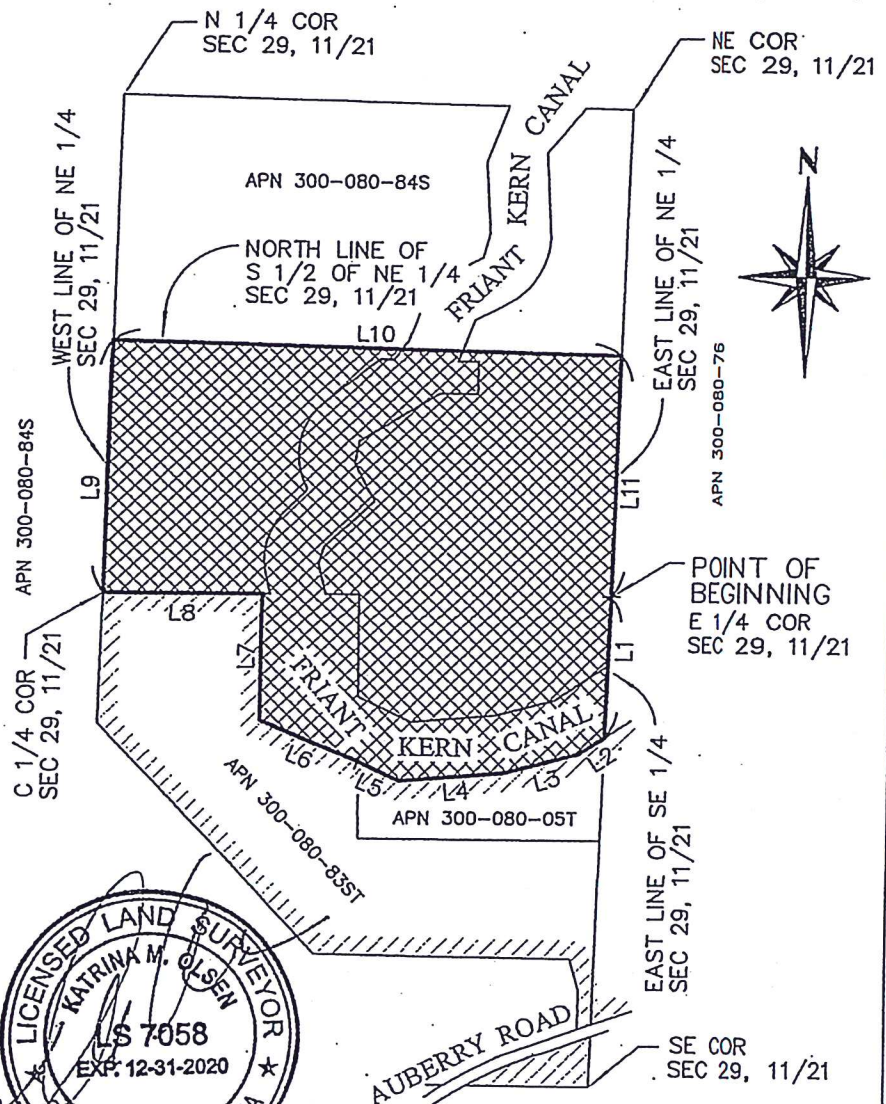 N 1/4 COR
SEC 29, 11/21
NE COR
SEC 29, 11/21
FRIANT KERN CANAL
APN 300-080-84S
WEST LINE OF NE 1/4
SEC 29, 11/21
NORTH LINE OF
S 1/2 OF NE 1/4
SEC 29, 11/21
EAST LINE OF NE 1/4
SEC 29, 11/21
N
L10
APN 300-080-76
APN 300-080-84S
L9
L11
POINT OF
BEGINNING
E 1/4 COR
SEC 29, 11/21
L8
L7
L1
C 1/4 COR
SEC 29, 11/21
FRIANT KERN CANAL
L6
L5
L4
L3
L2
APN 300-080-05T
APN 300-080-83ST
EAST LINE OF SE 1/4
SEC 29, 11/21
LICENSED LAND SURVEYOR
KATRINA M. OLSEN
LS 7058
EXP. 12-31-2020
AUBERRY ROAD
SE COR
SEC 29, 11/21